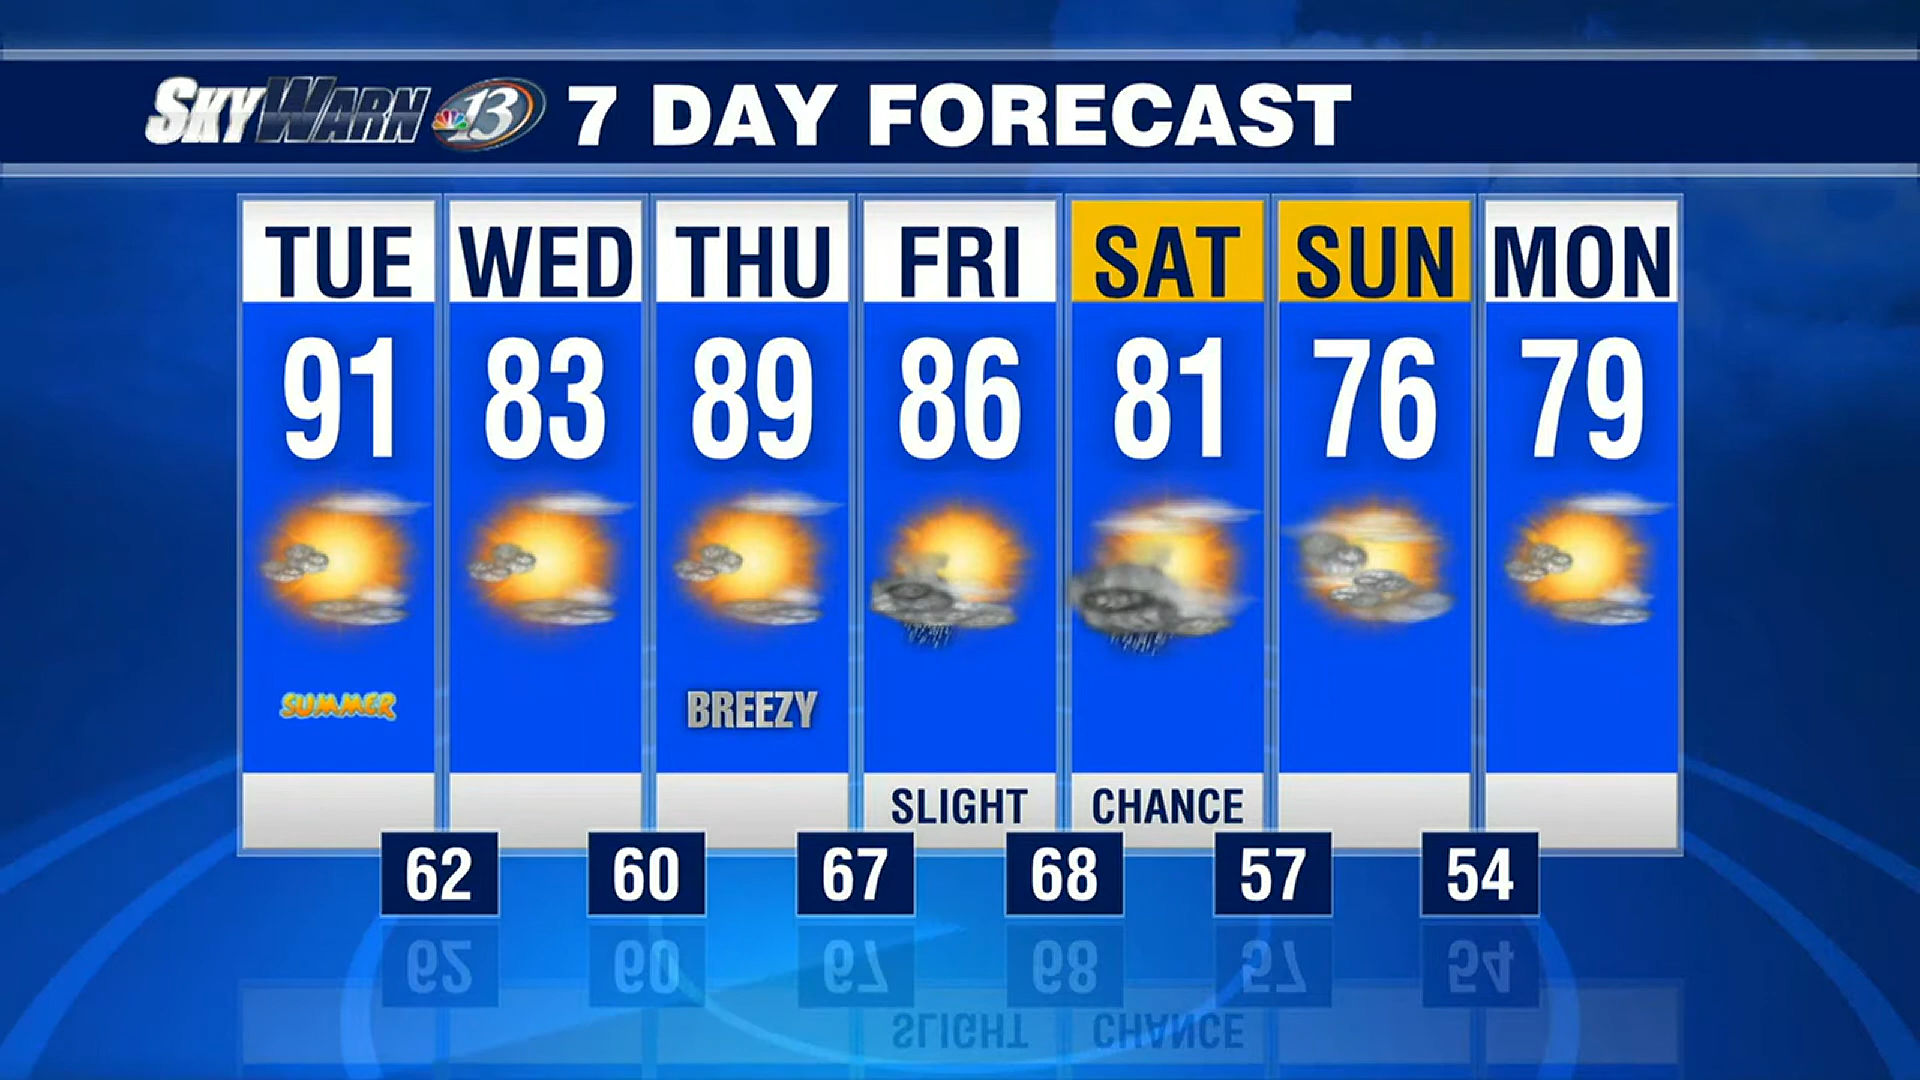 SKYWARN 13 7 DAY FORECAST
TUE WED THU FRI SAT SUN MON
91 83 89 86 81 76 79
SUMMER BREEZY
SLIGHT CHANCE
62 60 67 68 57 54